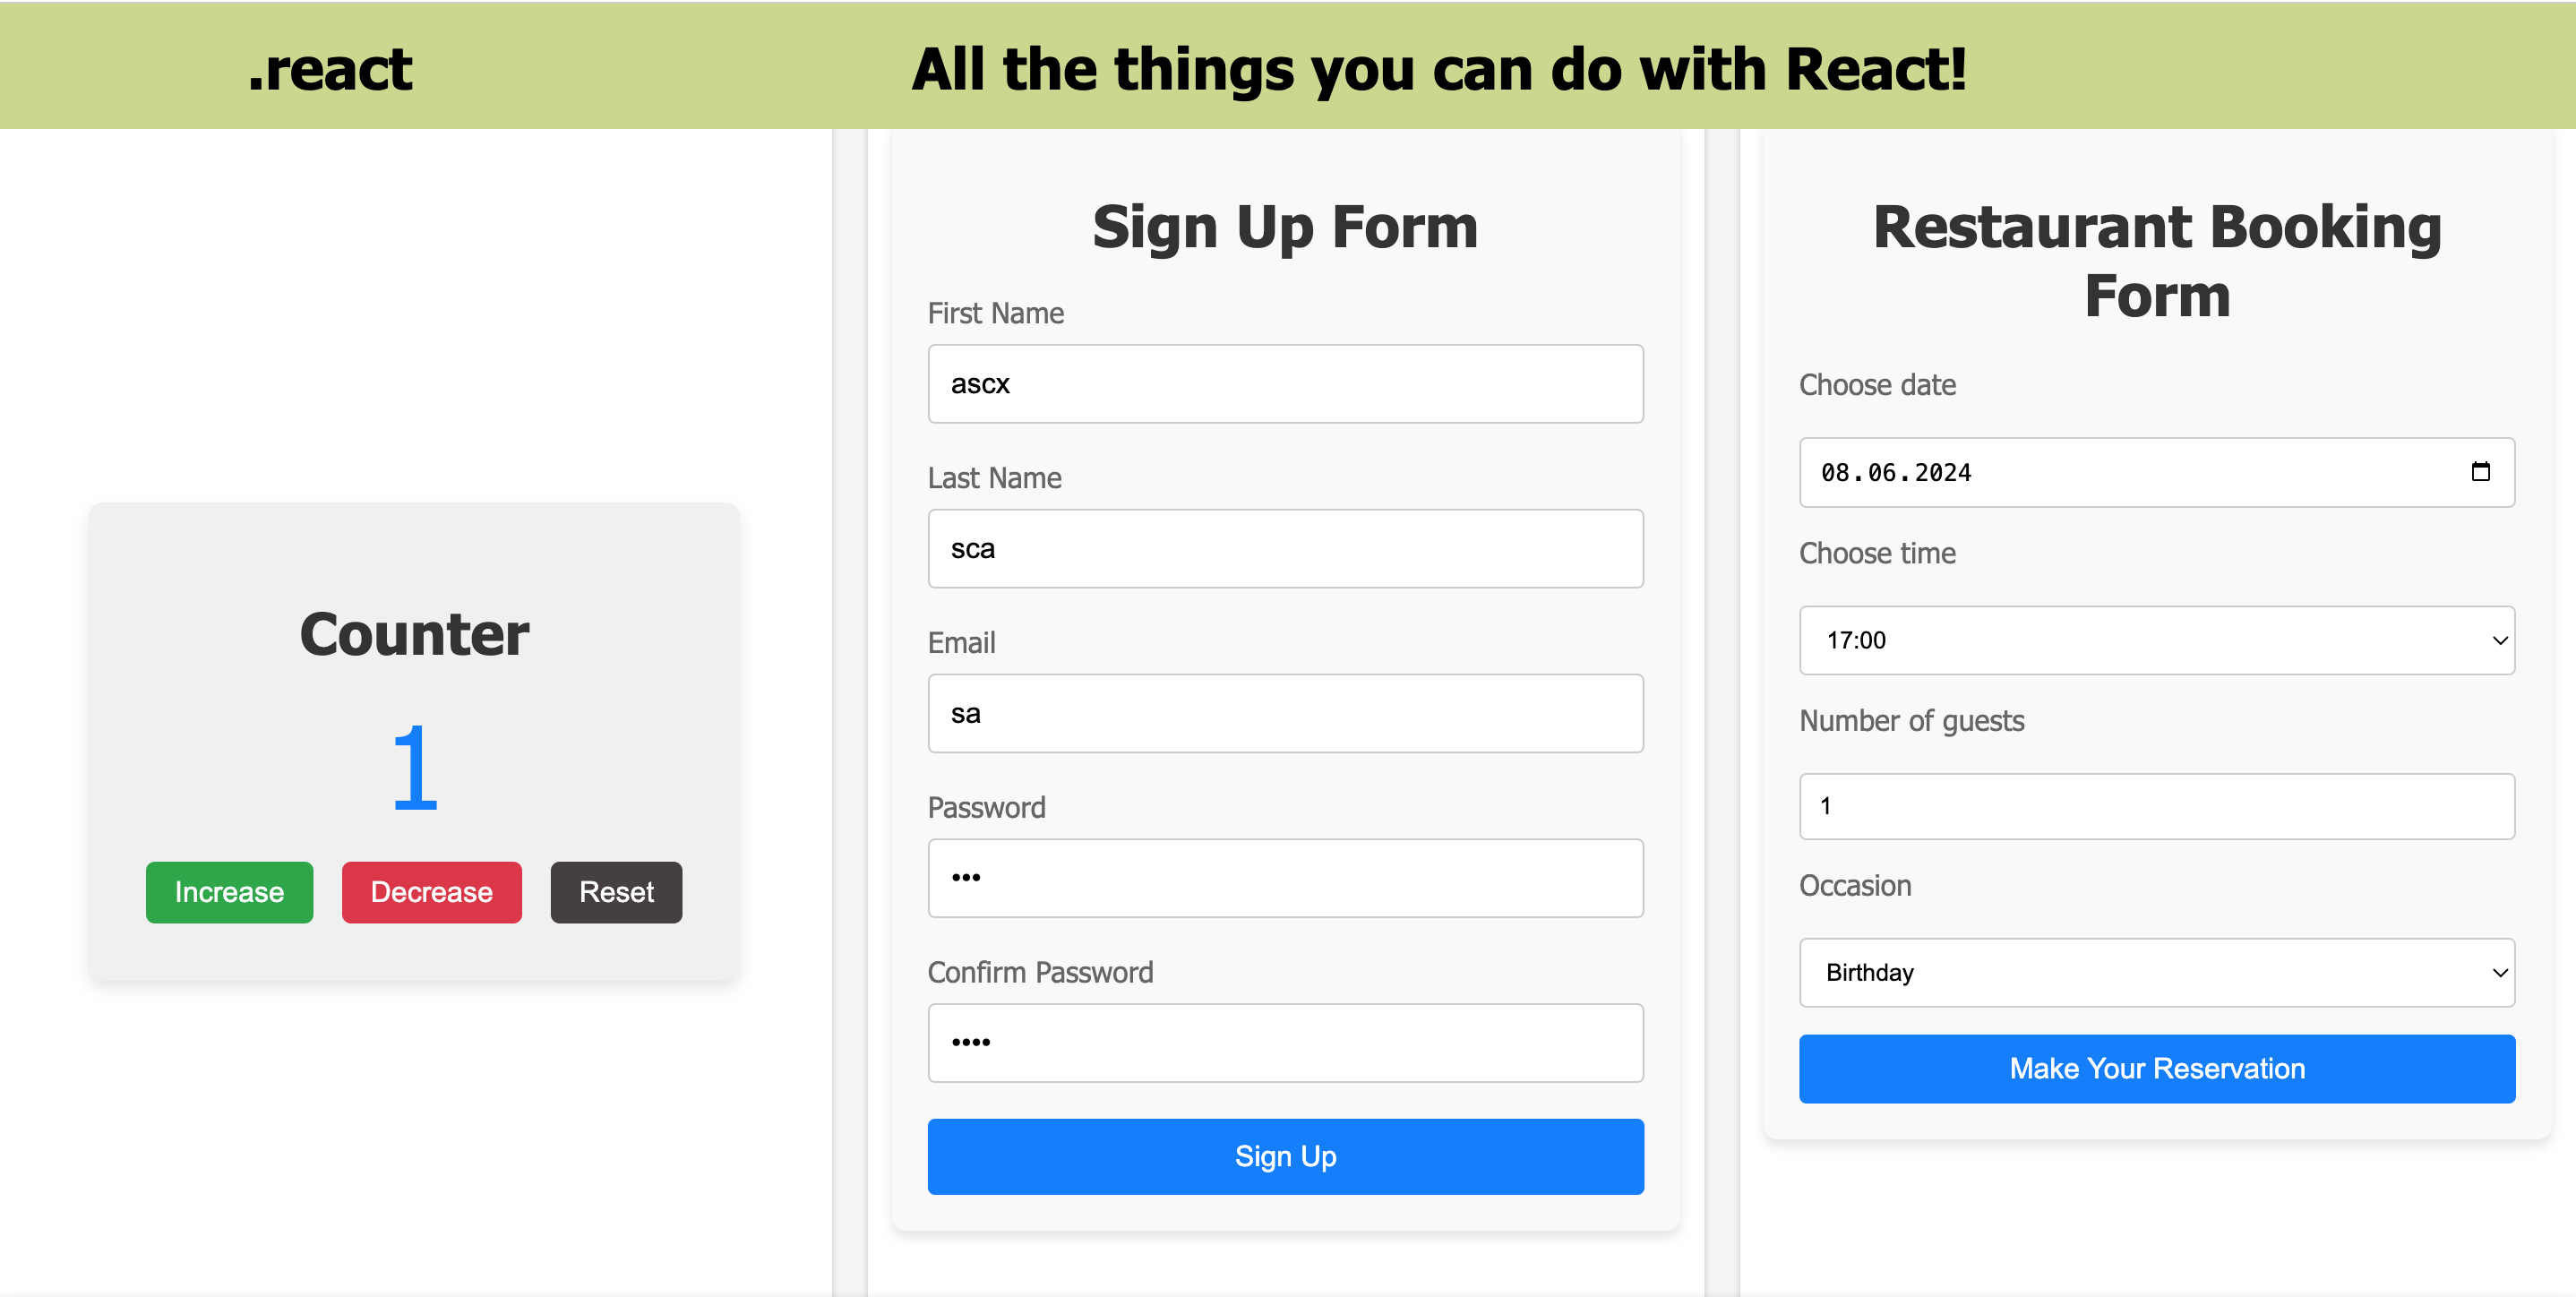 .react
All the things you can do with React!
Counter
1
Increase
Decrease
Reset
Sign Up Form
First Name
ascx
Last Name
sca
Email
sa
Password
•••
Confirm Password
••••
Sign Up
Restaurant Booking
Form
Choose date
08.06.2024
Choose time
17:00
Number of guests
1
Occasion
Birthday
Make Your Reservation